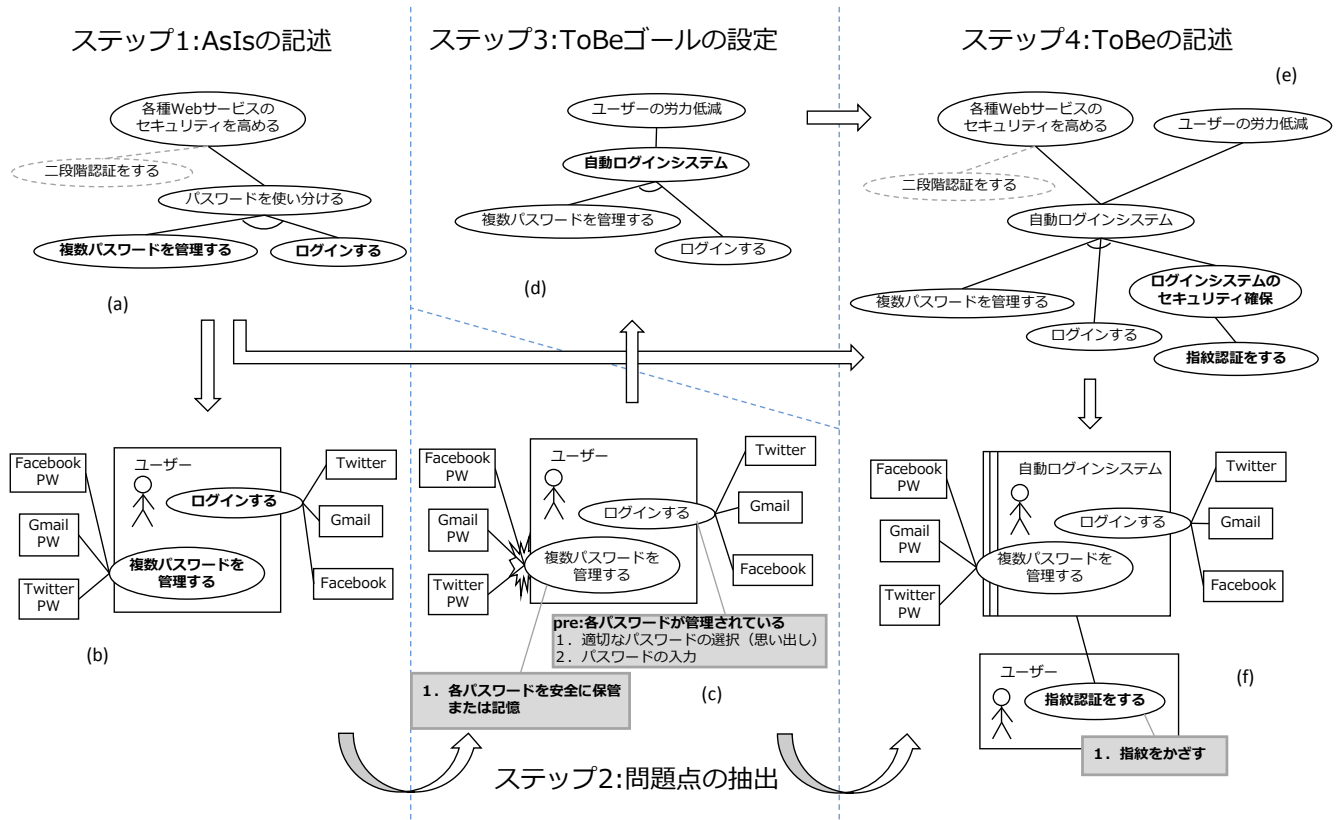 ステップ1:AsIsの記述
各種Webサービスの
セキュリティを高める
二段階認証をする
パスワードを使い分ける
複数パスワードを管理する
ログインする
(a)
Facebook
PW
Gmail
PW
Twitter
PW
ユーザー
ログインする
複数パスワードを
管理する
Twitter
Gmail
Facebook
(b)
ステップ3:ToBeゴールの設定
ユーザーの労力低減
自動ログインシステム
複数パスワードを管理する
ログインする
(d)
Facebook
PW
Gmail
PW
Twitter
PW
ユーザー
ログインする
複数パスワードを
管理する
Twitter
Gmail
Facebook
pre:各パスワードが管理されている
1. 適切なパスワードの選択（思い出し）
2. パスワードの入力
1. 各パスワードを安全に保管
または記憶
(c)
ステップ2:問題点の抽出
ステップ4:ToBeの記述
(e)
各種Webサービスの
セキュリティを高める
ユーザーの労力低減
二段階認証をする
自動ログインシステム
複数パスワードを管理する
ログインする
ログインシステムの
セキュリティ確保
指紋認証をする
Facebook
PW
Gmail
PW
Twitter
PW
自動ログインシステム
ログインする
複数パスワードを
管理する
Twitter
Gmail
Facebook
ユーザー
指紋認証をする
1. 指紋をかざす
(f)